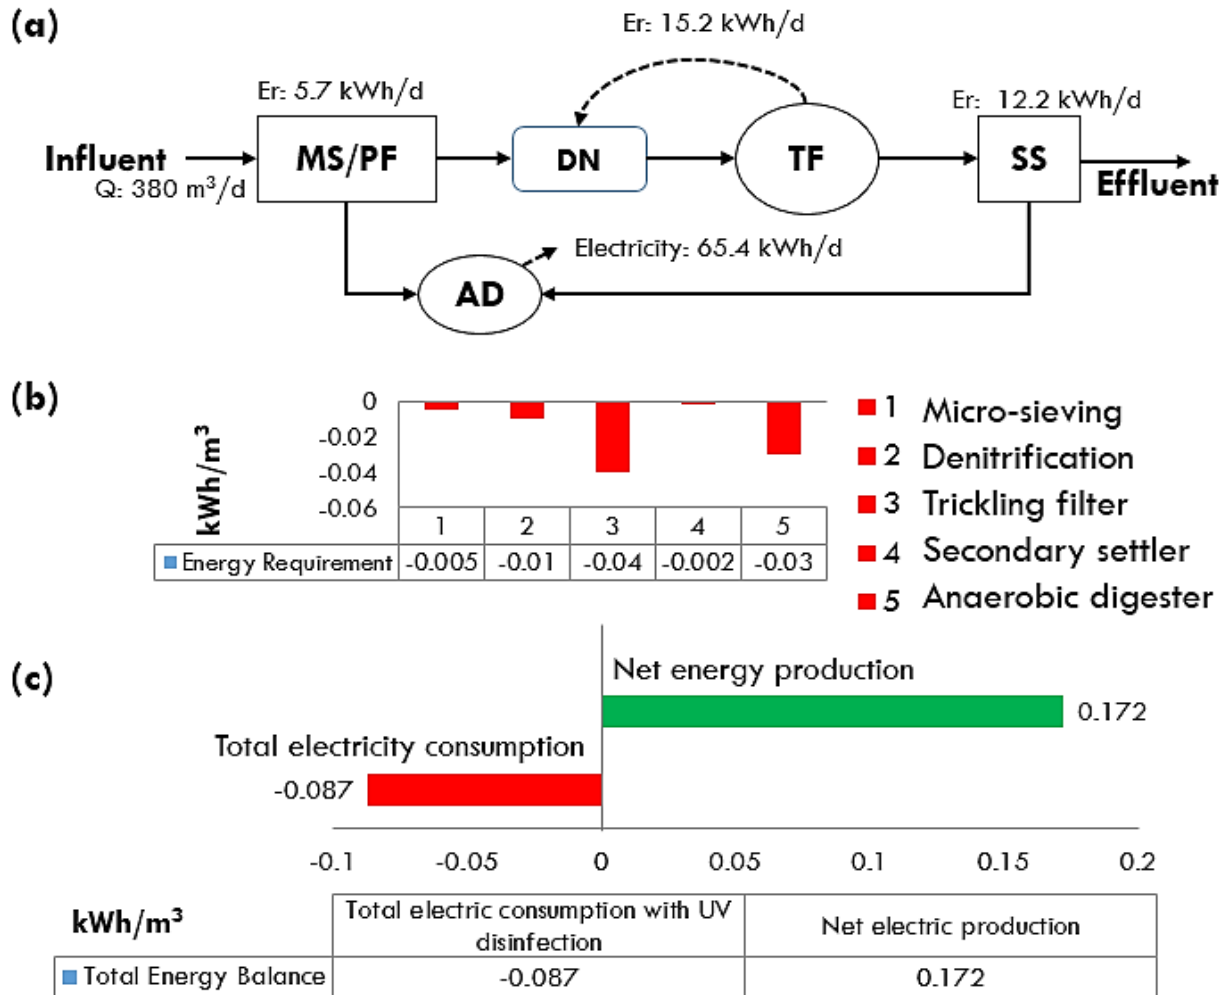 (a)
Er: 15.2 kWh/d
Er: 5.7 kWh/d
Er: 12.2 kWh/d
Influent
MS/PF
DN
TF
SS
Q: 380 m³/d
Effluent
Electricity: 65.4 kWh/d
AD
(b)
kWh/m³
0
-0.02
-0.04
-0.06
1 2 3 4 5
Energy Requirement -0.005 -0.01 -0.04 -0.002 -0.03
1 Micro-sieving
2 Denitrification
3 Trickling filter
4 Secondary settler
5 Anaerobic digester
(c)
Net energy production
0.172
Total electricity consumption
-0.087
-0.1 -0.05 0 0.05 0.1 0.15 0.2
kWh/m³
Total electric consumption with UV
disinfection
Net electric production
Total Energy Balance -0.087 0.172